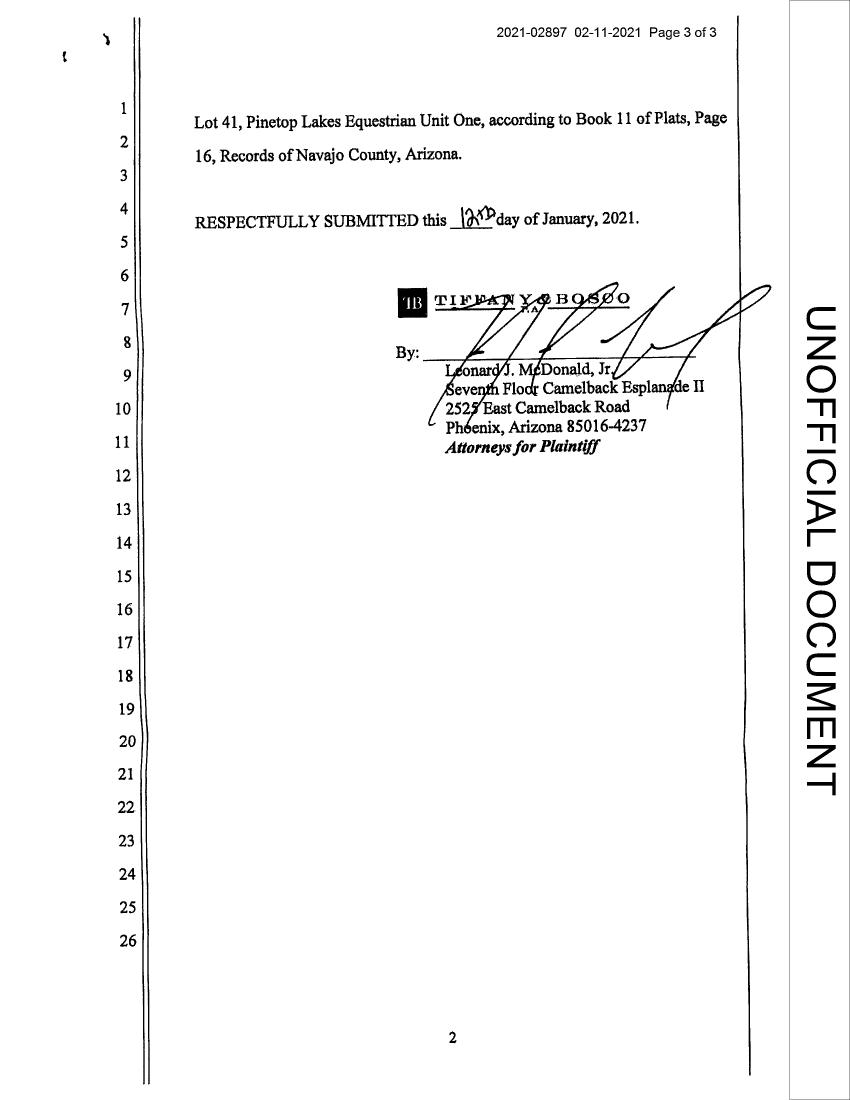 2021-02897 02-11-2021 Page 3 of 3
1
Lot 41, Pinetop Lakes Equestrian Unit One, according to Book 11 of Plats, Page
2
16, Records of Navajo County, Arizona.
3
4
RESPECTFULLY SUBMITTED this day of January, 2021.
5
6
7
TB TIFFANY & BOSCO
P.A.
8
By:
9
Leonard J. McDonald, Jr.
Seventh Floor Camelback Esplanade II
10
2525 East Camelback Road
Phoenix, Arizona 85016-4237
11
Attorneys for Plaintiff
12
13
14
15
16
17
18
19
20
21
22
23
24
25
26
2
UNOFFICIAL DOCUMENT